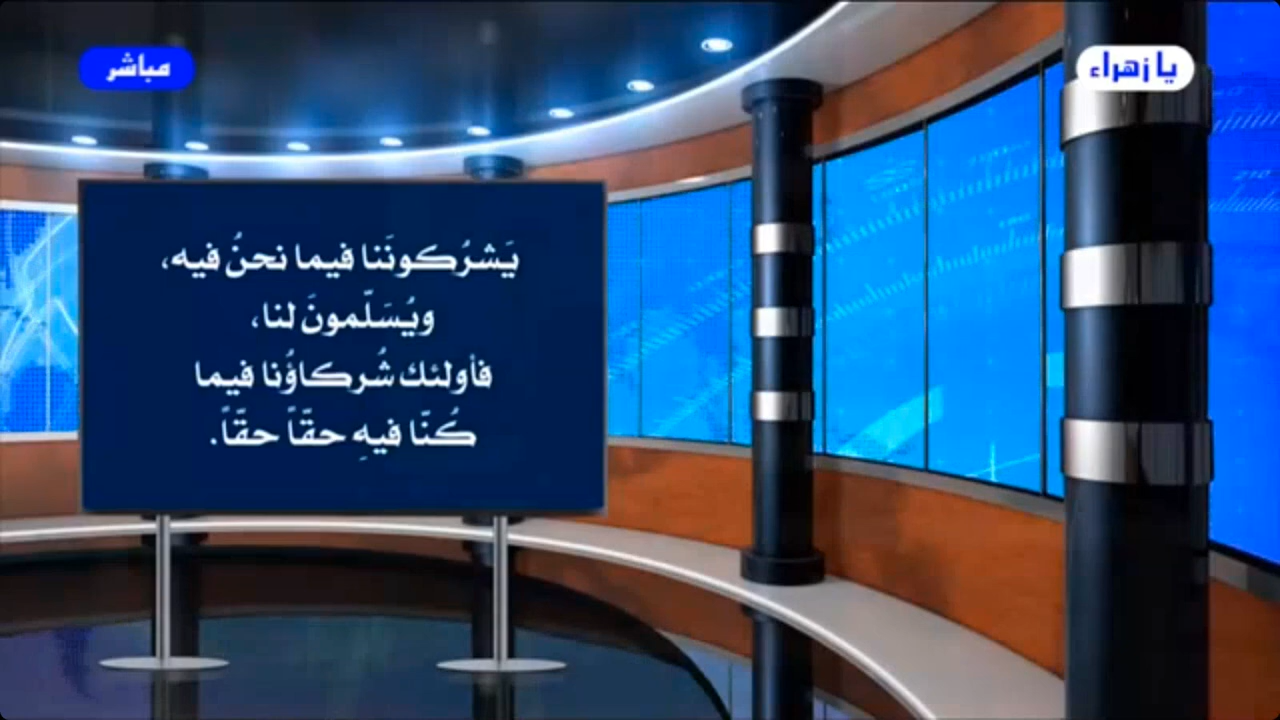 مباشر
يا زهراء
يَشرُكونَنا فيما نحنُ فيه،
ويُسَلّمونَ لنا،
فأولئك شُركاؤُنا فيما
كُنّا فيهِ حقّاً حقّاً.